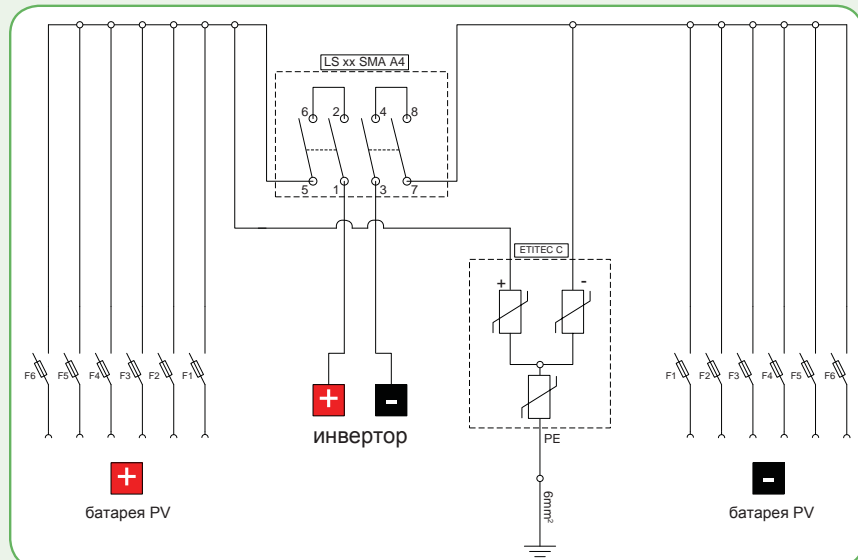 LS xx SMA A4
6 2 4 8
5 1 3 7
ETITEC C
+ -
F6 F5 F4 F3 F2 F1
F1 F2 F3 F4 F5 F6
+ -
инвертор
PE
6mm²
+
батарея PV
-
батарея PV